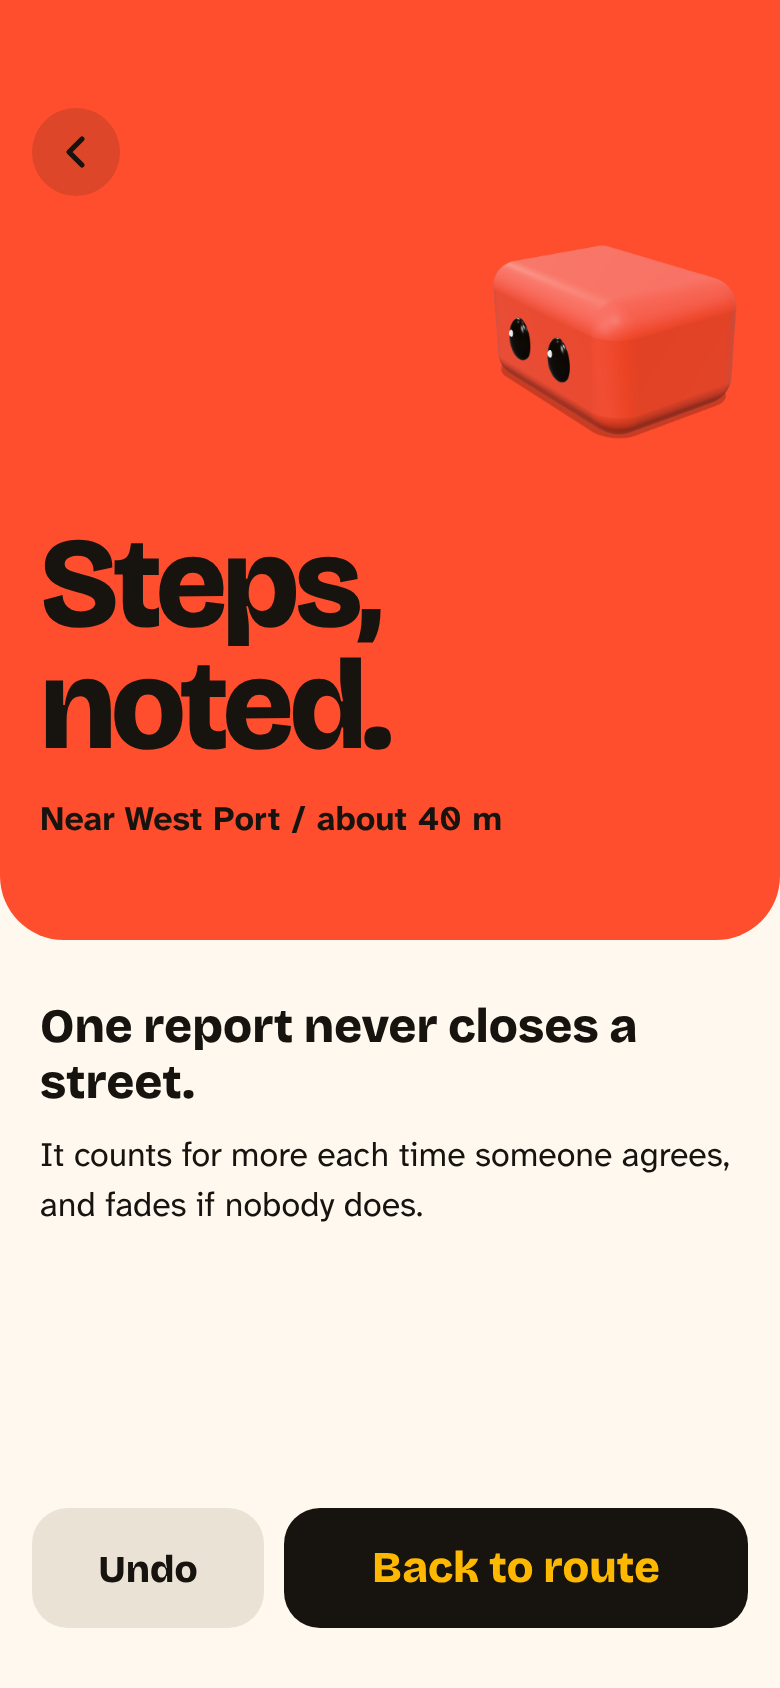 Steps,
noted.
Near West Port / about 40 m
One report never closes a
street.
It counts for more each time someone agrees,
and fades if nobody does.
Undo
Back to route